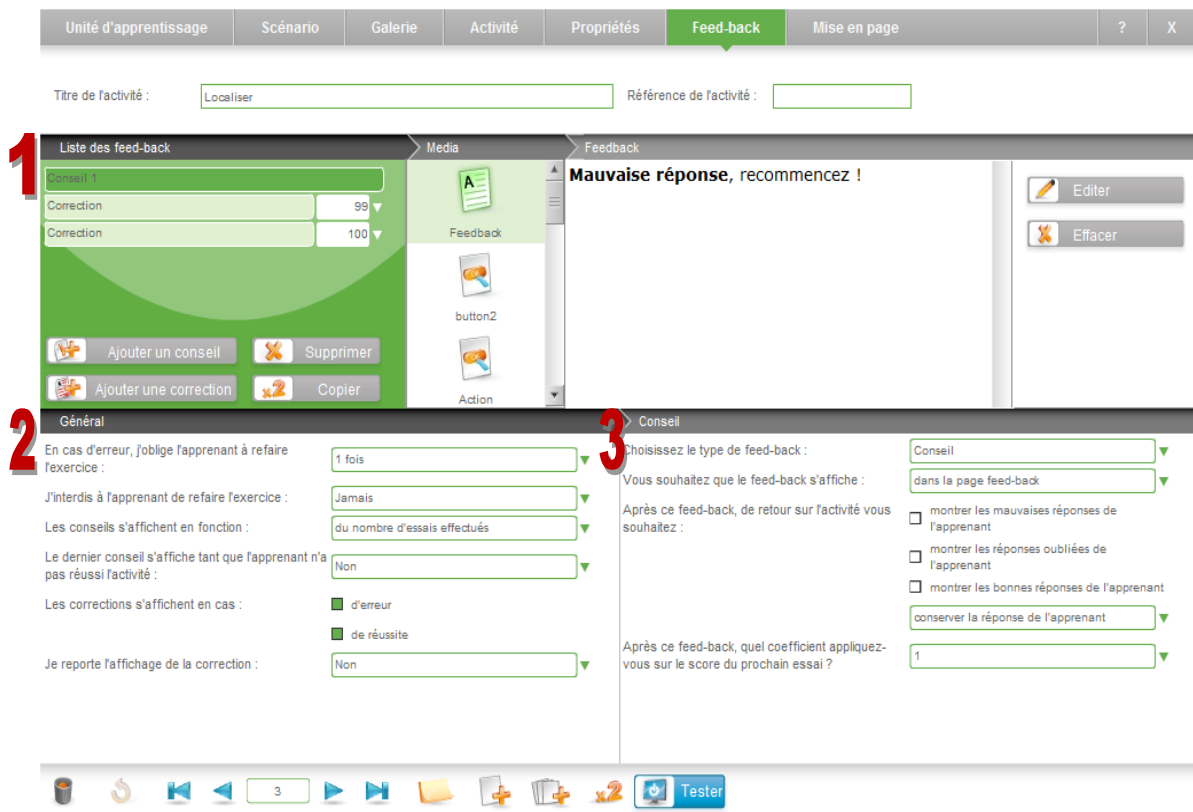 Unité d'apprentissage Scénario Galerie Activité Propriétés Feed-back Mise en page ? X
Titre de l'activité : Localiser Référence de l'activité :
1
Liste des feed-back Media Feedback
Conseil 1
Correction 99
Correction 100
Ajouter un conseil Supprimer
Ajouter une correction x2 Copier
A
Feedback
button2
Action
Mauvaise réponse, recommencez !
Editer
Effacer
2
Général
En cas d'erreur, j'oblige l'apprenant à refaire
l'exercice :
1 fois
J'interdis à l'apprenant de refaire l'exercice : Jamais
Les conseils s'affichent en fonction : du nombre d'essais effectués
Le dernier conseil s'affiche tant que l'apprenant n'a
pas réussi l'activité :
Non
Les corrections s'affichent en cas : d'erreur
de réussite
Je reporte l'affichage de la correction : Non
3
Conseil
Choisissez le type de feed-back : Conseil
Vous souhaitez que le feed-back s'affiche : dans la page feed-back
Après ce feed-back, de retour sur l'activité vous
souhaitez :
montrer les mauvaises réponses de
l'apprenant
montrer les réponses oubliées de
l'apprenant
montrer les bonnes réponses de l'apprenant
conserver la réponse de l'apprenant
Après ce feed-back, quel coefficient appliquez-
vous sur le score du prochain essai ?
1
3 x2 Tester